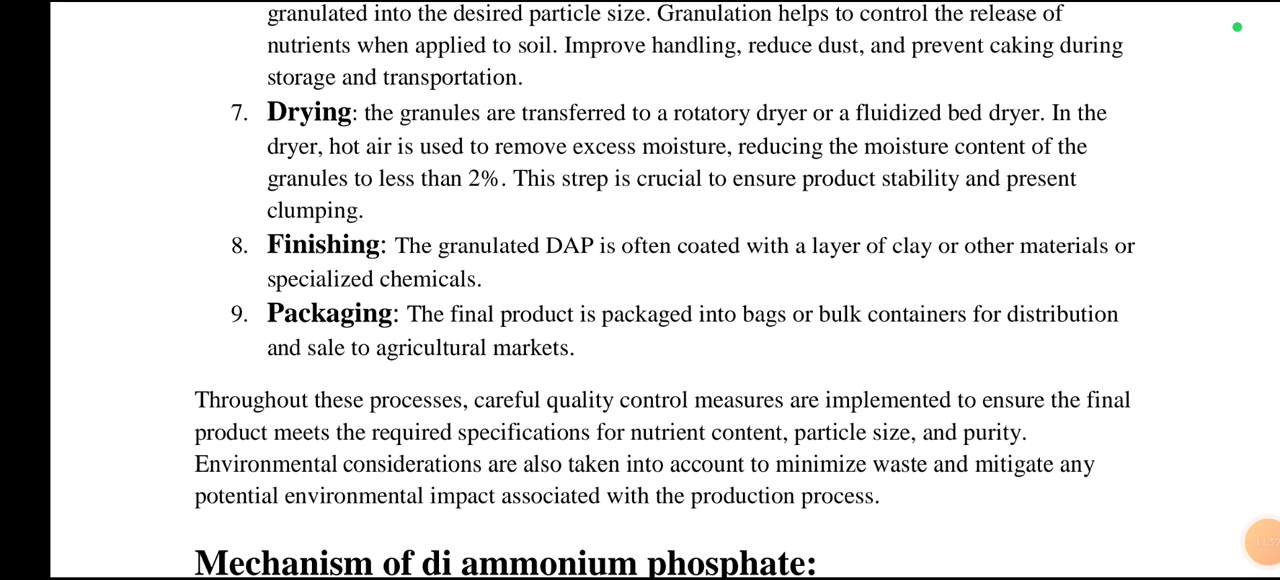 granulated into the desired particle size. Granulation helps to control the release of
nutrients when applied to soil. Improve handling, reduce dust, and prevent caking during
storage and transportation.
7. Drying: the granules are transferred to a rotatory dryer or a fluidized bed dryer. In the
dryer, hot air is used to remove excess moisture, reducing the moisture content of the
granules to less than 2%. This strep is crucial to ensure product stability and present
clumping.
8. Finishing: The granulated DAP is often coated with a layer of clay or other materials or
specialized chemicals.
9. Packaging: The final product is packaged into bags or bulk containers for distribution
and sale to agricultural markets.
Throughout these processes, careful quality control measures are implemented to ensure the final
product meets the required specifications for nutrient content, particle size, and purity.
Environmental considerations are also taken into account to minimize waste and mitigate any
potential environmental impact associated with the production process.
Mechanism of di ammonium phosphate: